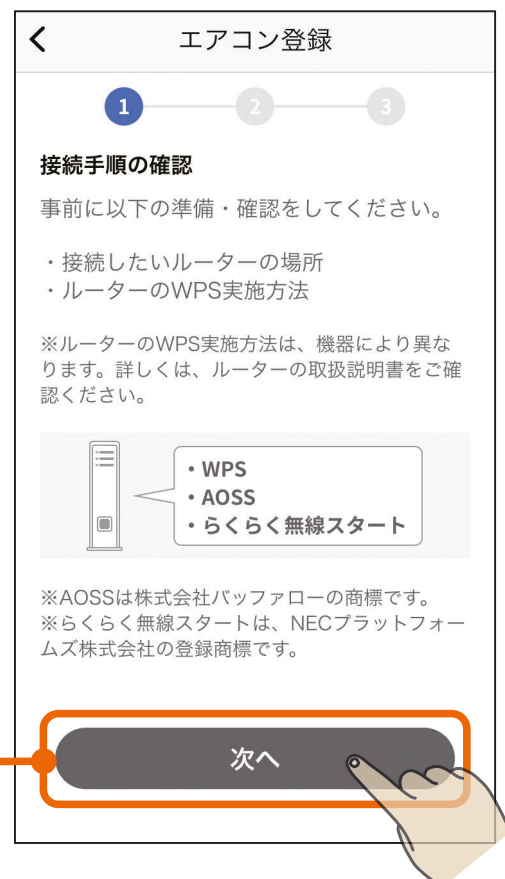 エアコン登録
1 2 3
接続手順の確認
事前に以下の準備・確認をしてください。
・接続したいルーターの場所
・ルーターのWPS実施方法
※ルーターのWPS実施方法は、機器により異な
ります。詳しくは、ルーターの取扱説明書をご確
認ください。
・WPS
・AOSS
・らくらく無線スタート
※AOSSは株式会社バッファローの商標です。
※らくらく無線スタートは、NECプラットフォー
ムズ株式会社の登録商標です。
次へ